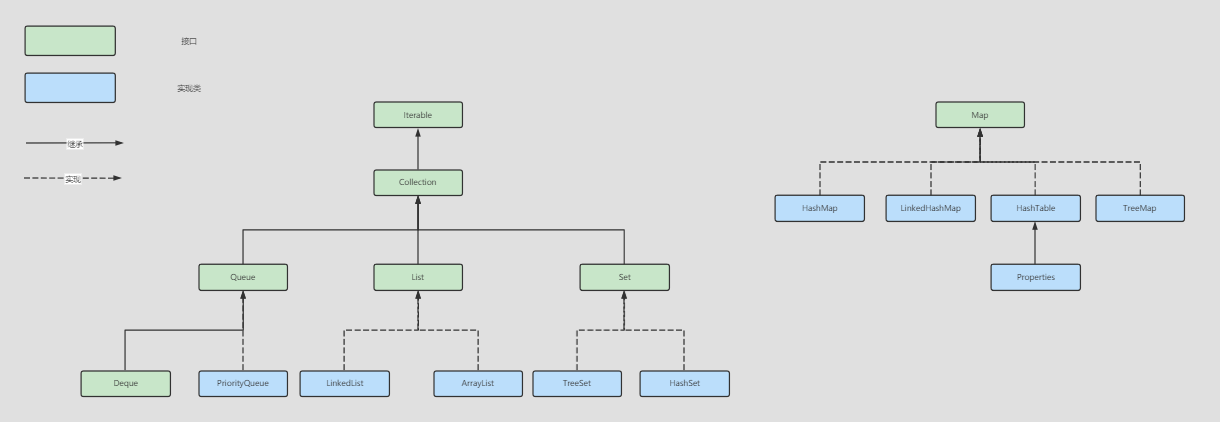 接口
实现类
继承
实现
Iterable
Collection
Queue
List
Set
Deque
PriorityQueue
LinkedList
ArrayList
TreeSet
HashSet
Map
HashMap
LinkedHashMap
HashTable
TreeMap
Properties